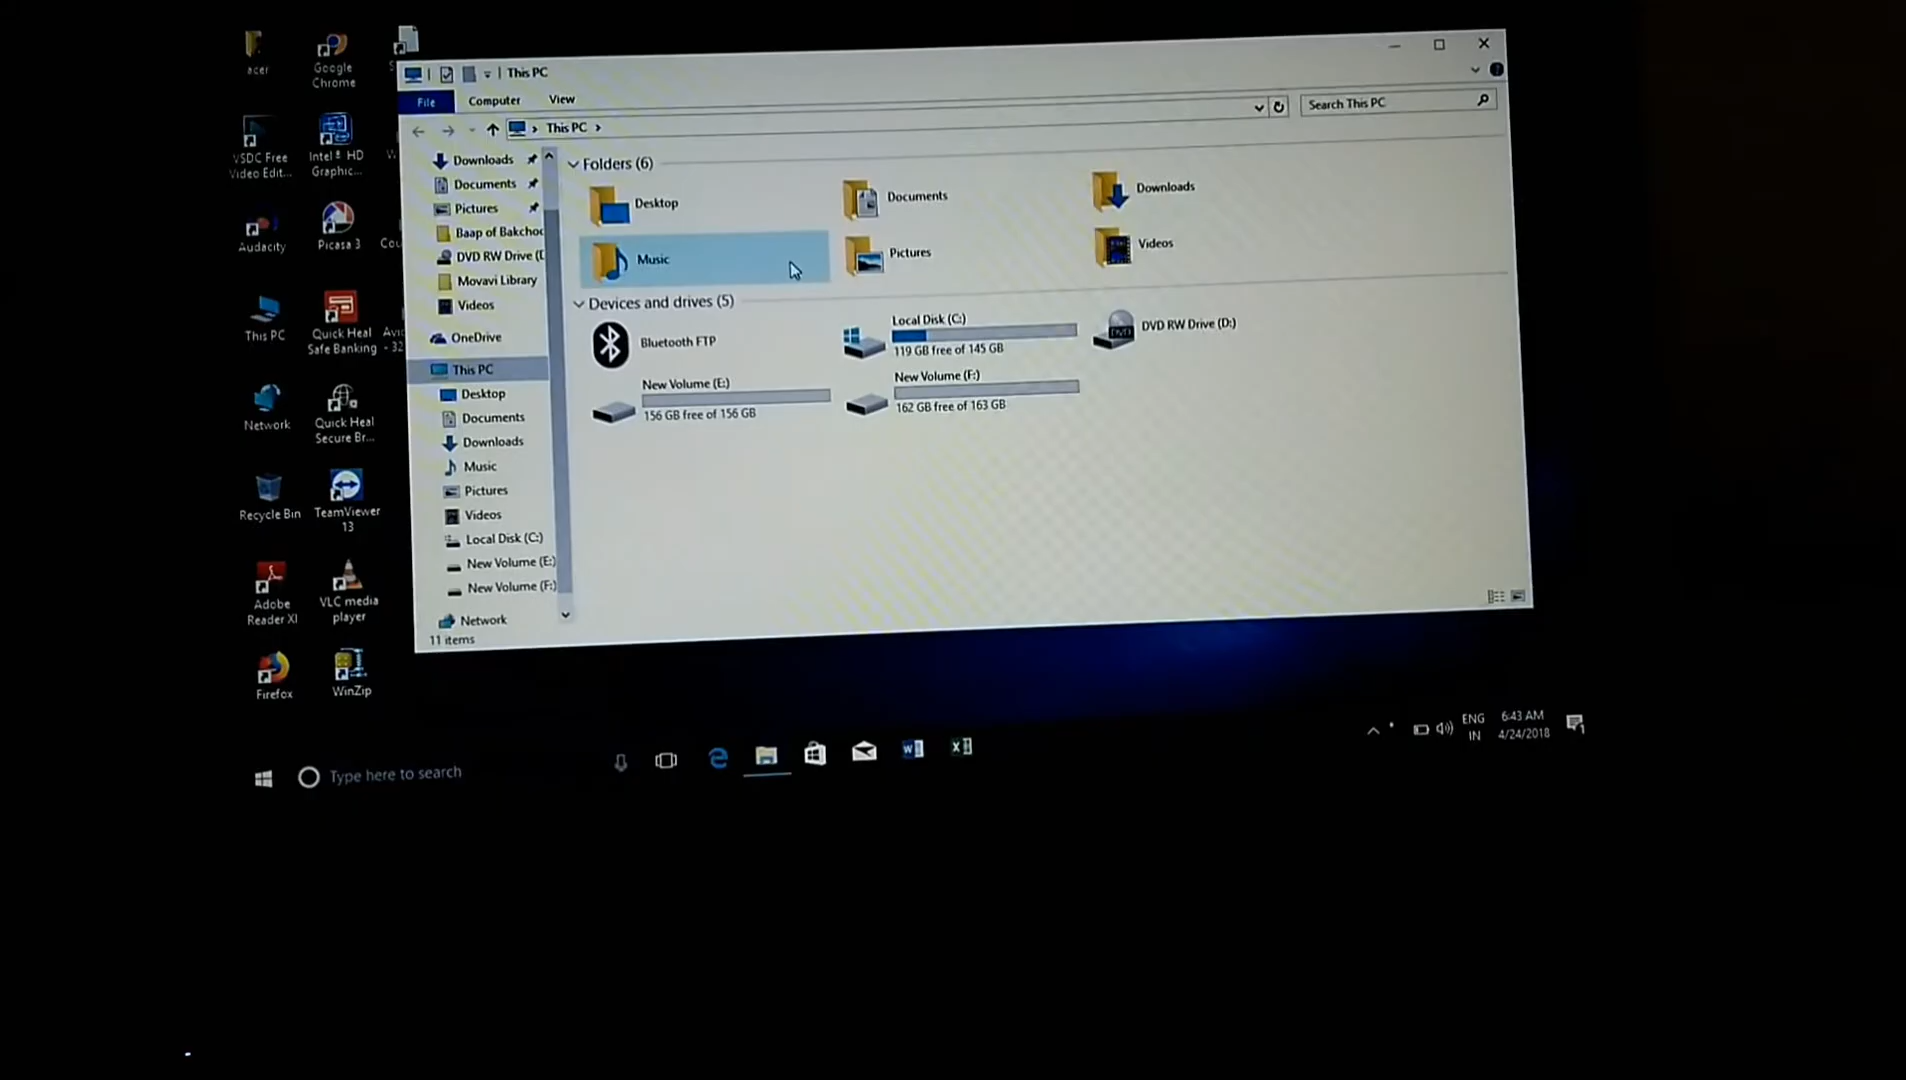 acer
Google
Chrome
VSDC Free
Video Edit...
Intel® HD
Graphic...
Audacity
Picasa 3
Cou
This PC
Quick Heal
Safe Banking
Avi
- 32
Network
Quick Heal
Secure Br...
Recycle Bin
TeamViewer
13
Adobe
Reader XI
VLC media
player
Firefox
WinZip
This PC
File
Computer
View
This PC
Search This PC
Downloads
Documents
Pictures
Baap of Bakchoc
DVD RW Drive (D
Movavi Library
Videos
OneDrive
This PC
Desktop
Documents
Downloads
Music
Pictures
Videos
Local Disk (C:)
New Volume (E:)
New Volume (F:)
Network
11 items
Folders (6)
Desktop
Documents
Downloads
Music
Pictures
Videos
Devices and drives (5)
Bluetooth FTP
Local Disk (C:)
119 GB free of 145 GB
DVD RW Drive (D:)
New Volume (E:)
156 GB free of 156 GB
New Volume (F:)
162 GB free of 163 GB
Type here to search
ENG
IN
6:43 AM
4/24/2018